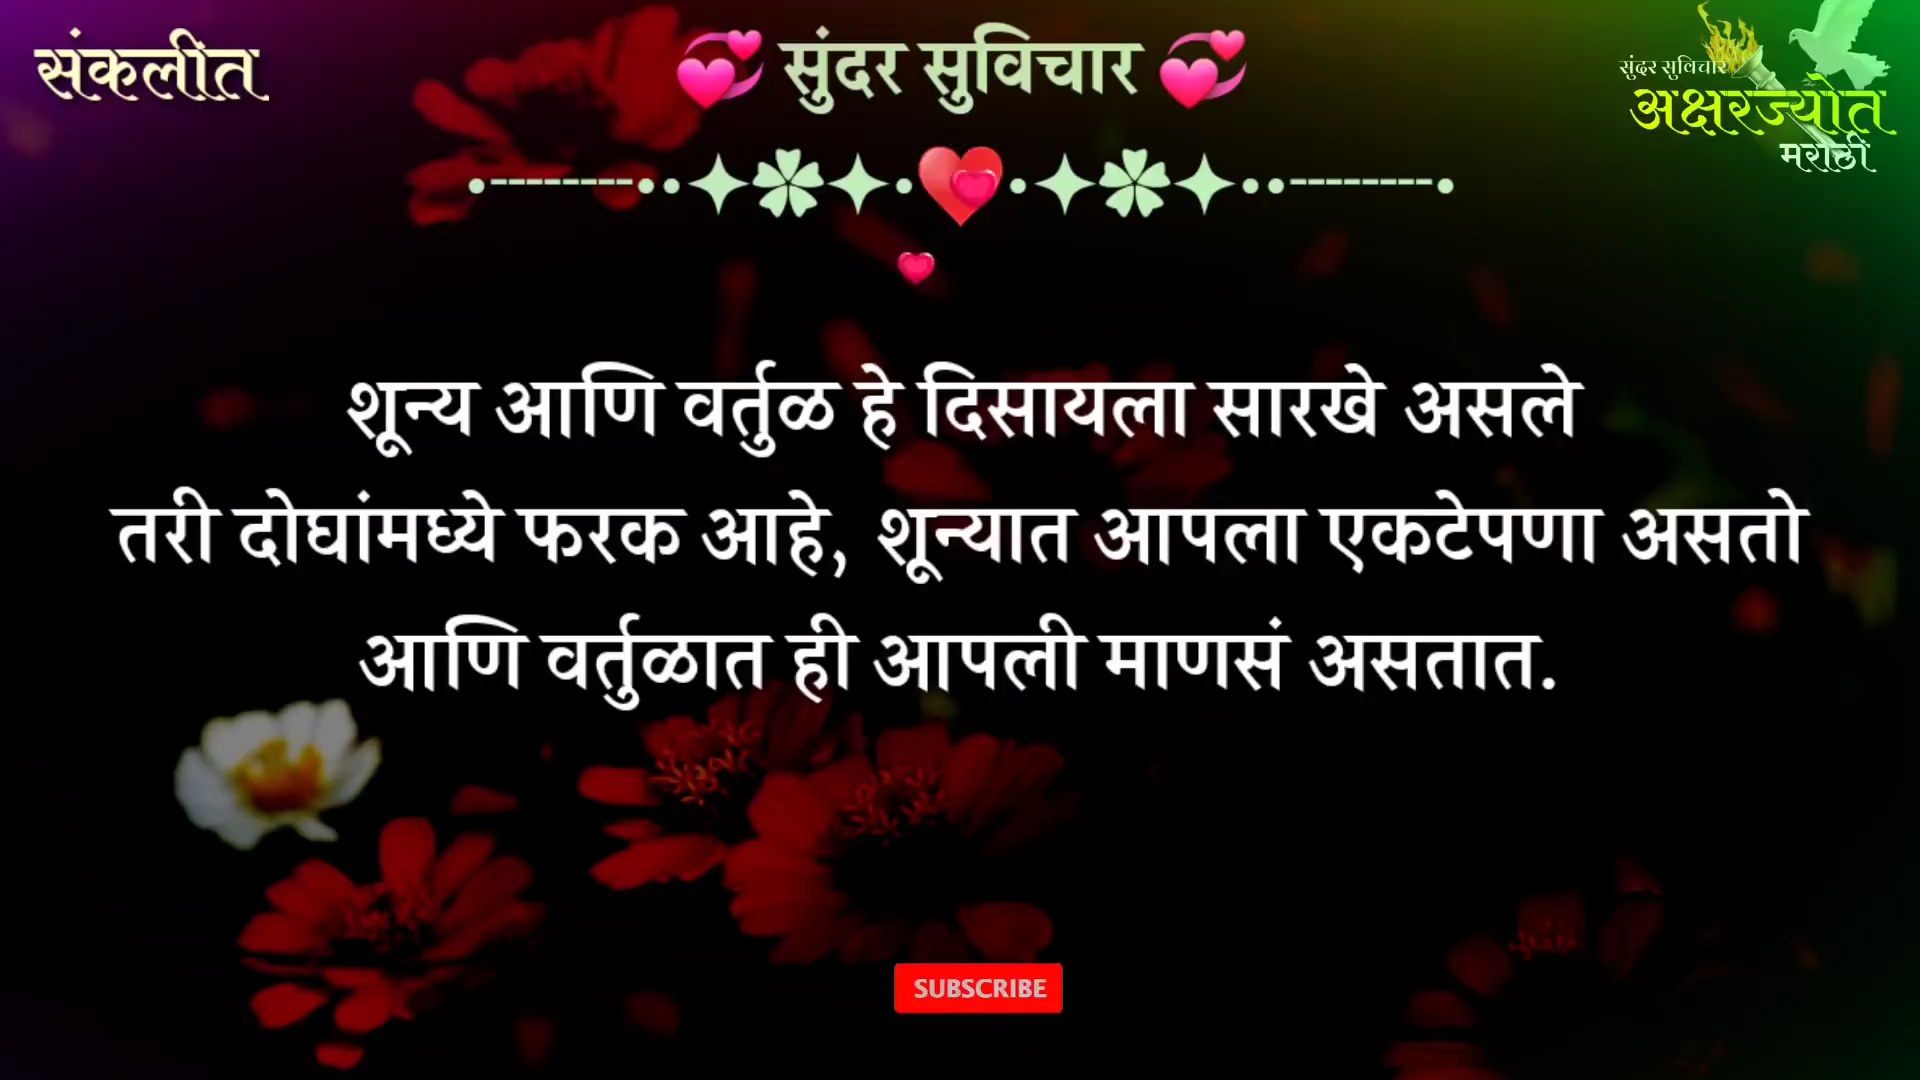 संकलीत
💞 सुंदर सुविचार 💞
सुंदर सुविचार
अक्षरज्योत
मराठी
शून्य आणि वर्तुळ हे दिसायला सारखे असले
तरी दोघांमध्ये फरक आहे, शून्यात आपला एकटेपणा असतो
आणि वर्तुळात ही आपली माणसं असतात.
SUBSCRIBE